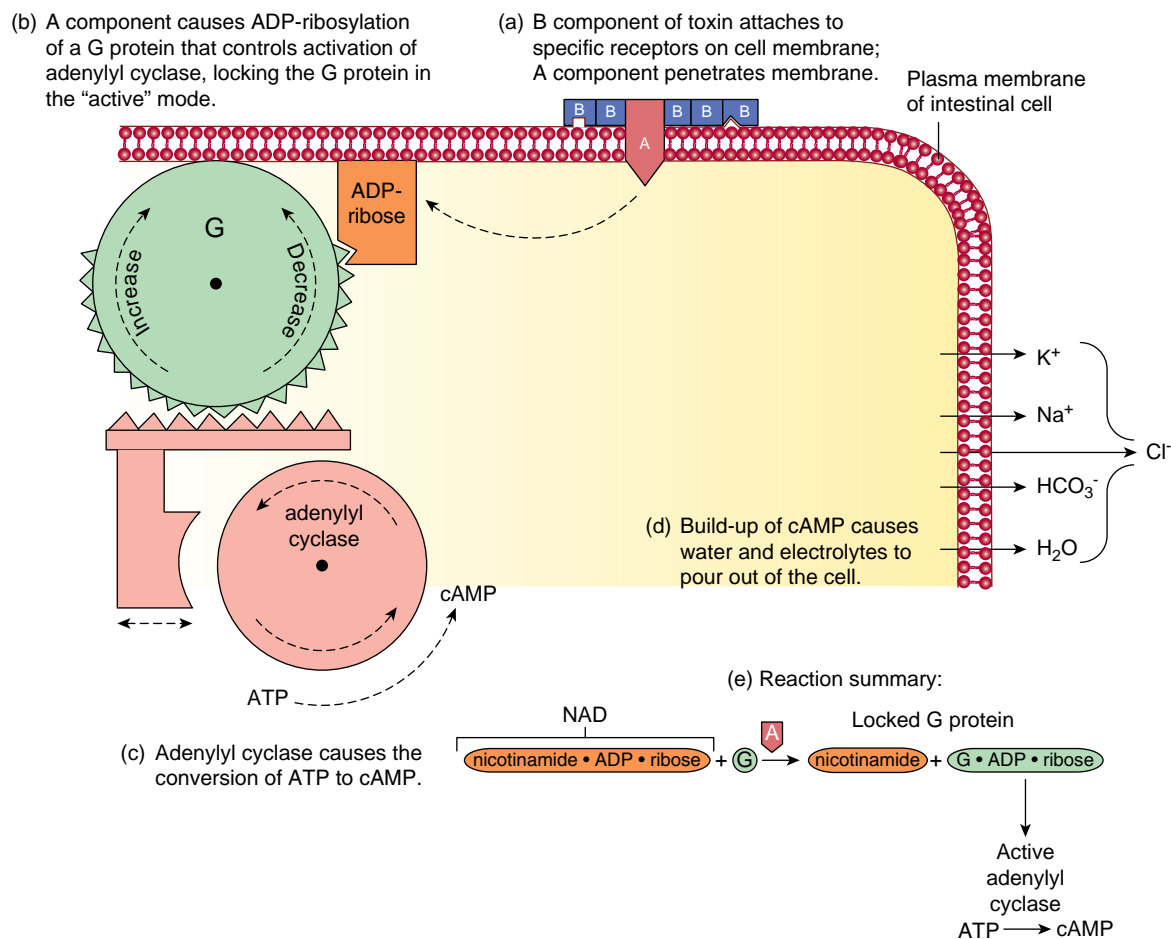 (b) A component causes ADP-ribosylation
of a G protein that controls activation of
adenylyl cyclase, locking the G protein in
the “active” mode.
(a) B component of toxin attaches to
specific receptors on cell membrane;
A component penetrates membrane.
Plasma membrane
of intestinal cell
B B B B B
A
ADP-
ribose
G
Increase
Decrease
K⁺
Na⁺
Cl⁻
HCO₃⁻
H₂O
adenylyl
cyclase
(d) Build-up of cAMP causes
water and electrolytes to
pour out of the cell.
cAMP
ATP
(c) Adenylyl cyclase causes the
conversion of ATP to cAMP.
(e) Reaction summary:
NAD
Locked G protein
A
nicotinamide • ADP • ribose + G nicotinamide + G • ADP • ribose
Active
adenylyl
cyclase
ATP cAMP